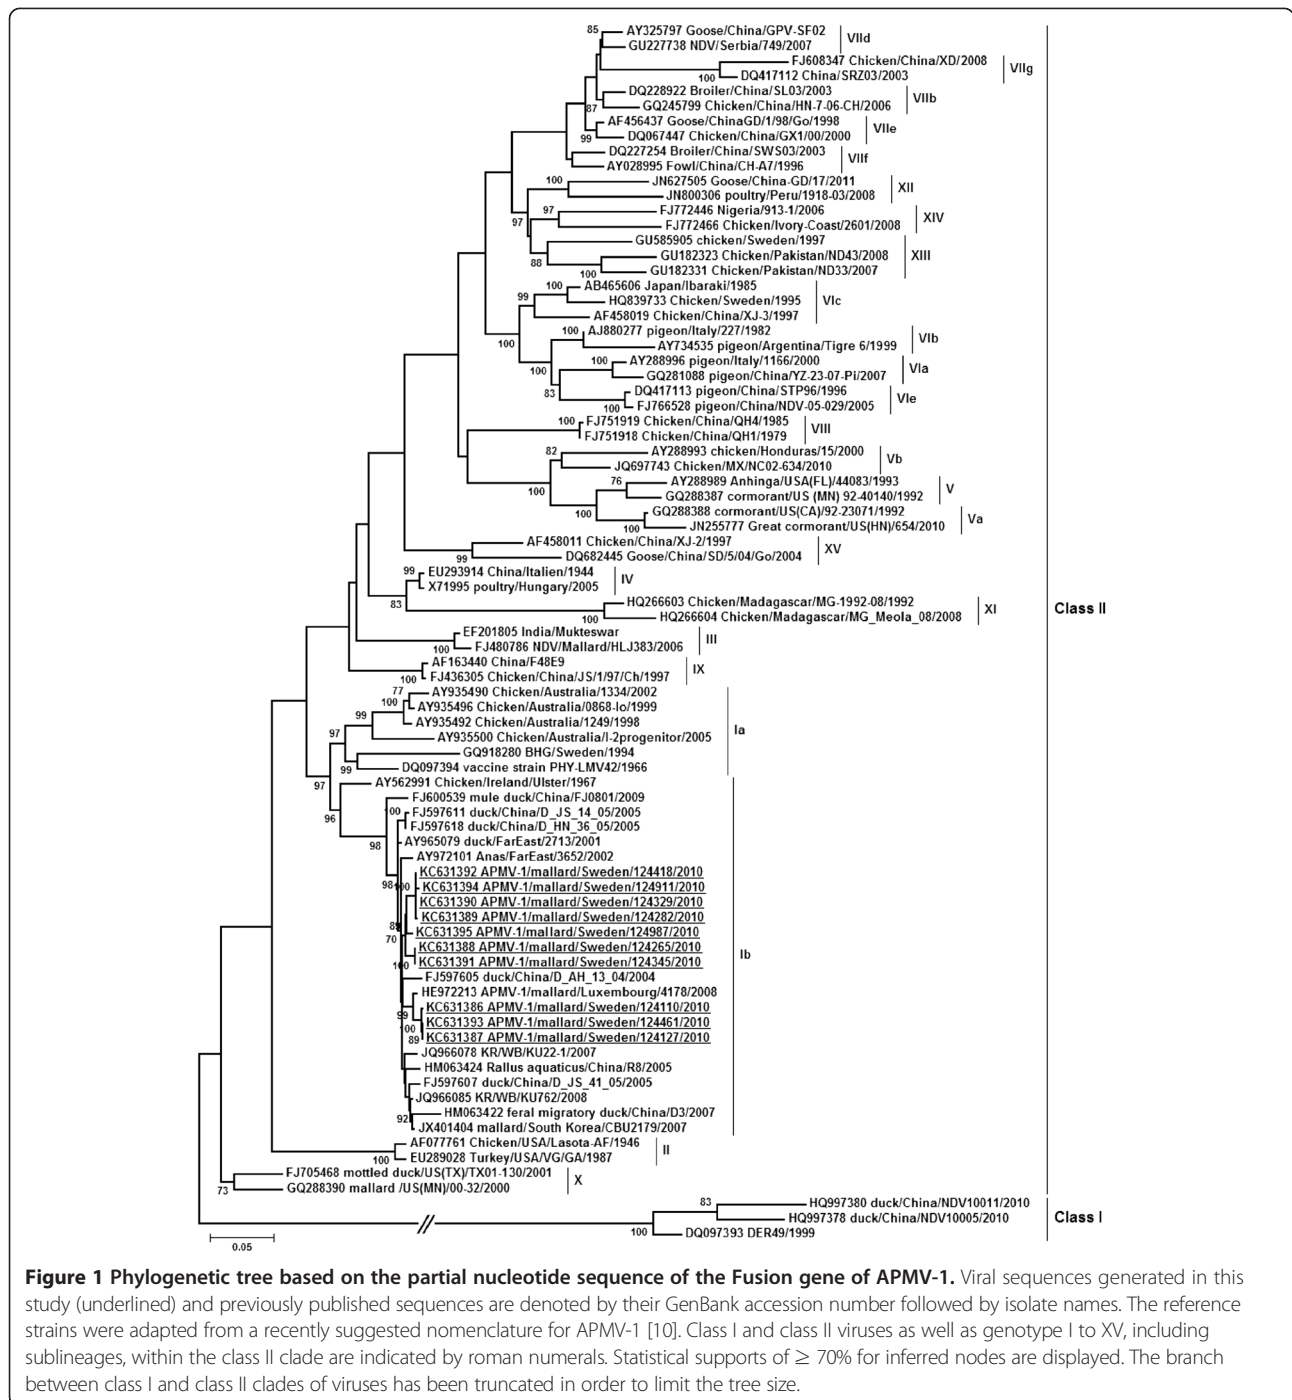 85
AY325797 Goose/China/GPV-SF02
GU227738 NDV/Serbia/749/2007
VIId
FJ608347 Chicken/China/XD/2008
100
DQ417112 China/SRZ03/2003
VIIg
DQ228922 Broiler/China/SL03/2003
87
GQ245799 Chicken/China/HN-7-06-CH/2006
VIIb
AF456437 Goose/ChinaGD/1/98/Go/1998
99
DQ067447 Chicken/China/GX1/00/2000
VIIe
DQ227254 Broiler/China/SWS03/2003
AY028995 Fowl/China/CH-A7/1996
VIIf
100
JN627505 Goose/China-GD/17/2011
JN800306 poultry/Peru/1918-03/2008
XII
97
97
FJ772446 Nigeria/913-1/2006
FJ772466 Chicken/Ivory-Coast/2601/2008
XIV
GU585905 chicken/Sweden/1997
88
GU182323 Chicken/Pakistan/ND43/2008
100
GU182331 Chicken/Pakistan/ND33/2007
XIII
100
AB465606 Japan/Ibaraki/1985
99
HQ839733 Chicken/Sweden/1995
AF458019 Chicken/China/XJ-3/1997
VIc
100
100
AJ880277 pigeon/Italy/227/1982
AY734535 pigeon/Argentina/Tigre 6/1999
VIb
100
100
AY288996 pigeon/Italy/1166/2000
GQ281088 pigeon/China/YZ-23-07-Pi/2007
VIa
83
DQ417113 pigeon/China/STP96/1996
100
FJ766528 pigeon/China/NDV-05-029/2005
VIe
100
FJ751919 Chicken/China/QH4/1985
FJ751918 Chicken/China/QH1/1979
VIII
82
AY288993 chicken/Honduras/15/2000
JQ697743 Chicken/MX/NC02-634/2010
Vb
100
76
AY288989 Anhinga/USA(FL)/44083/1993
GQ288387 cormorant/US (MN) 92-40140/1992
V
100
GQ288388 cormorant/US(CA)/92-23071/1992
100
JN255777 Great cormorant/US(HN)/654/2010
Va
AF458011 Chicken/China/XJ-2/1997
99
DQ682445 Goose/China/SD/5/04/Go/2004
XV
99
EU293914 China/Italien/1944
X71995 poultry/Hungary/2005
IV
83
HQ266603 Chicken/Madagascar/MG-1992-08/1992
100
HQ266604 Chicken/Madagascar/MG_Meola_08/2008
XI
Class II
EF201805 India/Mukteswar
FJ480786 NDV/Mallard/HLJ383/2006
III
AF163440 China/F48E9
100
FJ436305 Chicken/China/JS/1/97/Ch/1997
IX
77
AY935490 Chicken/Australia/1334/2002
100
AY935496 Chicken/Australia/0868-lo/1999
99
AY935492 Chicken/Australia/1249/1998
97
AY935500 Chicken/Australia/I-2progenitor/2005
Ia
GQ918280 BHG/Sweden/1994
99
DQ097394 vaccine strain PHY-LMV42/1966
97
AY562991 Chicken/Ireland/Ulster/1967
96
FJ600539 mule duck/China/FJ0801/2009
100
FJ597611 duck/China/D_JS_14_05/2005
FJ597618 duck/China/D_HN_36_05/2005
98
AY965079 duck/FarEast/2713/2001
AY972101 Anas/FarEast/3652/2002
KC631392 APMV-1/mallard/Sweden/124418/2010
98
100
KC631394 APMV-1/mallard/Sweden/124911/2010
KC631390 APMV-1/mallard/Sweden/124329/2010
KC631389 APMV-1/mallard/Sweden/124282/2010
70
KC631395 APMV-1/mallard/Sweden/124987/2010
KC631388 APMV-1/mallard/Sweden/124265/2010
100
KC631391 APMV-1/mallard/Sweden/124345/2010
Ib
FJ597605 duck/China/D_AH_13_04/2004
HE972213 APMV-1/mallard/Luxembourg/4178/2008
99
KC631386 APMV-1/mallard/Sweden/124110/2010
100
KC631393 APMV-1/mallard/Sweden/124461/2010
89
KC631387 APMV-1/mallard/Sweden/124127/2010
JQ966078 KR/WB/KU22-1/2007
HM063424 Rallus aquaticus/China/R8/2005
FJ597607 duck/China/D_JS_41_05/2005
JQ966085 KR/WB/KU762/2008
HM063422 feral migratory duck/China/D3/2007
92
JX401404 mallard/South Korea/CBU2179/2007
AF077761 Chicken/USA/Lasota-AF/1946
100
EU289028 Turkey/USA/VG/GA/1987
II
FJ705468 mottled duck/US(TX)/TX01-130/2001
73
GQ288390 mallard /US(MN)/00-32/2000
X
83
HQ997380 duck/China/NDV10011/2010
HQ997378 duck/China/NDV10005/2010
100
DQ097393 DER49/1999
Class I
0.05
Figure 1 Phylogenetic tree based on the partial nucleotide sequence of the Fusion gene of APMV-1. Viral sequences generated in this
study (underlined) and previously published sequences are denoted by their GenBank accession number followed by isolate names. The reference
strains were adapted from a recently suggested nomenclature for APMV-1 [10]. Class I and class II viruses as well as genotype I to XV, including
sublineages, within the class II clade are indicated by roman numerals. Statistical supports of ≥ 70% for inferred nodes are displayed. The branch
between class I and class II clades of viruses has been truncated in order to limit the tree size.